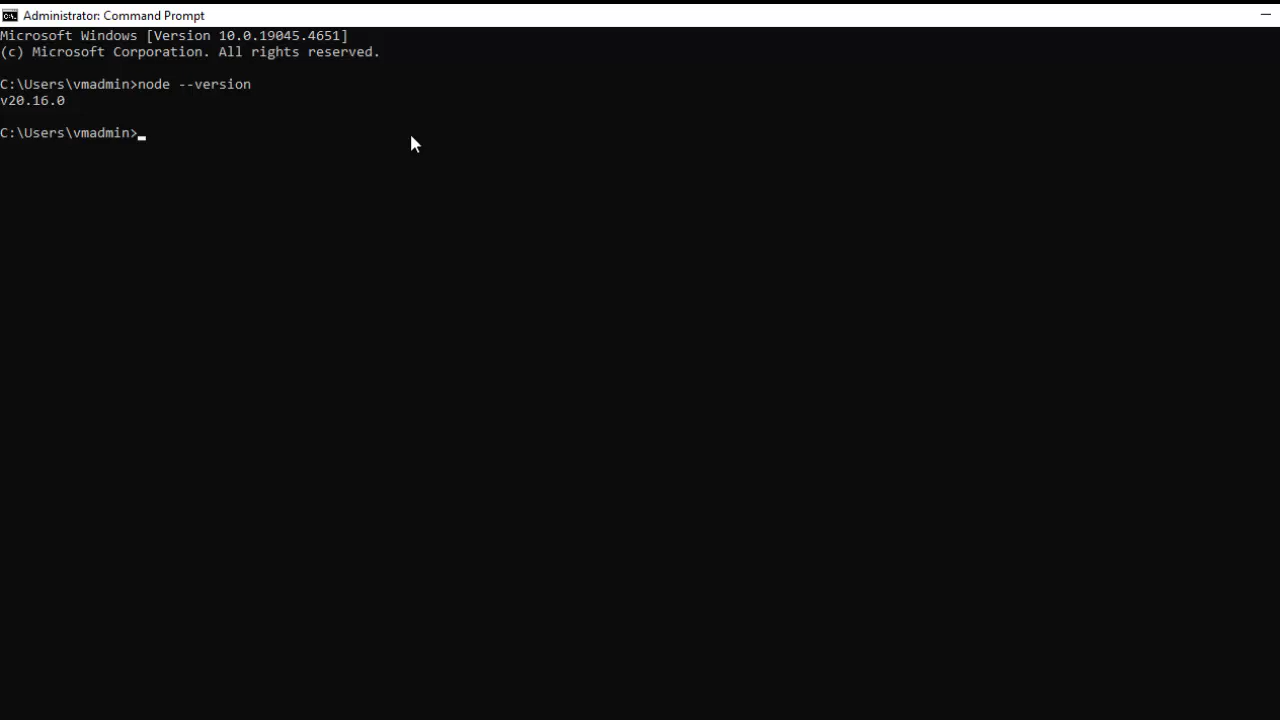 Administrator: Command Prompt
Microsoft Windows [Version 10.0.19045.4651]
(c) Microsoft Corporation. All rights reserved.
C:\Users\vmadmin>node --version
v20.16.0
C:\Users\vmadmin>